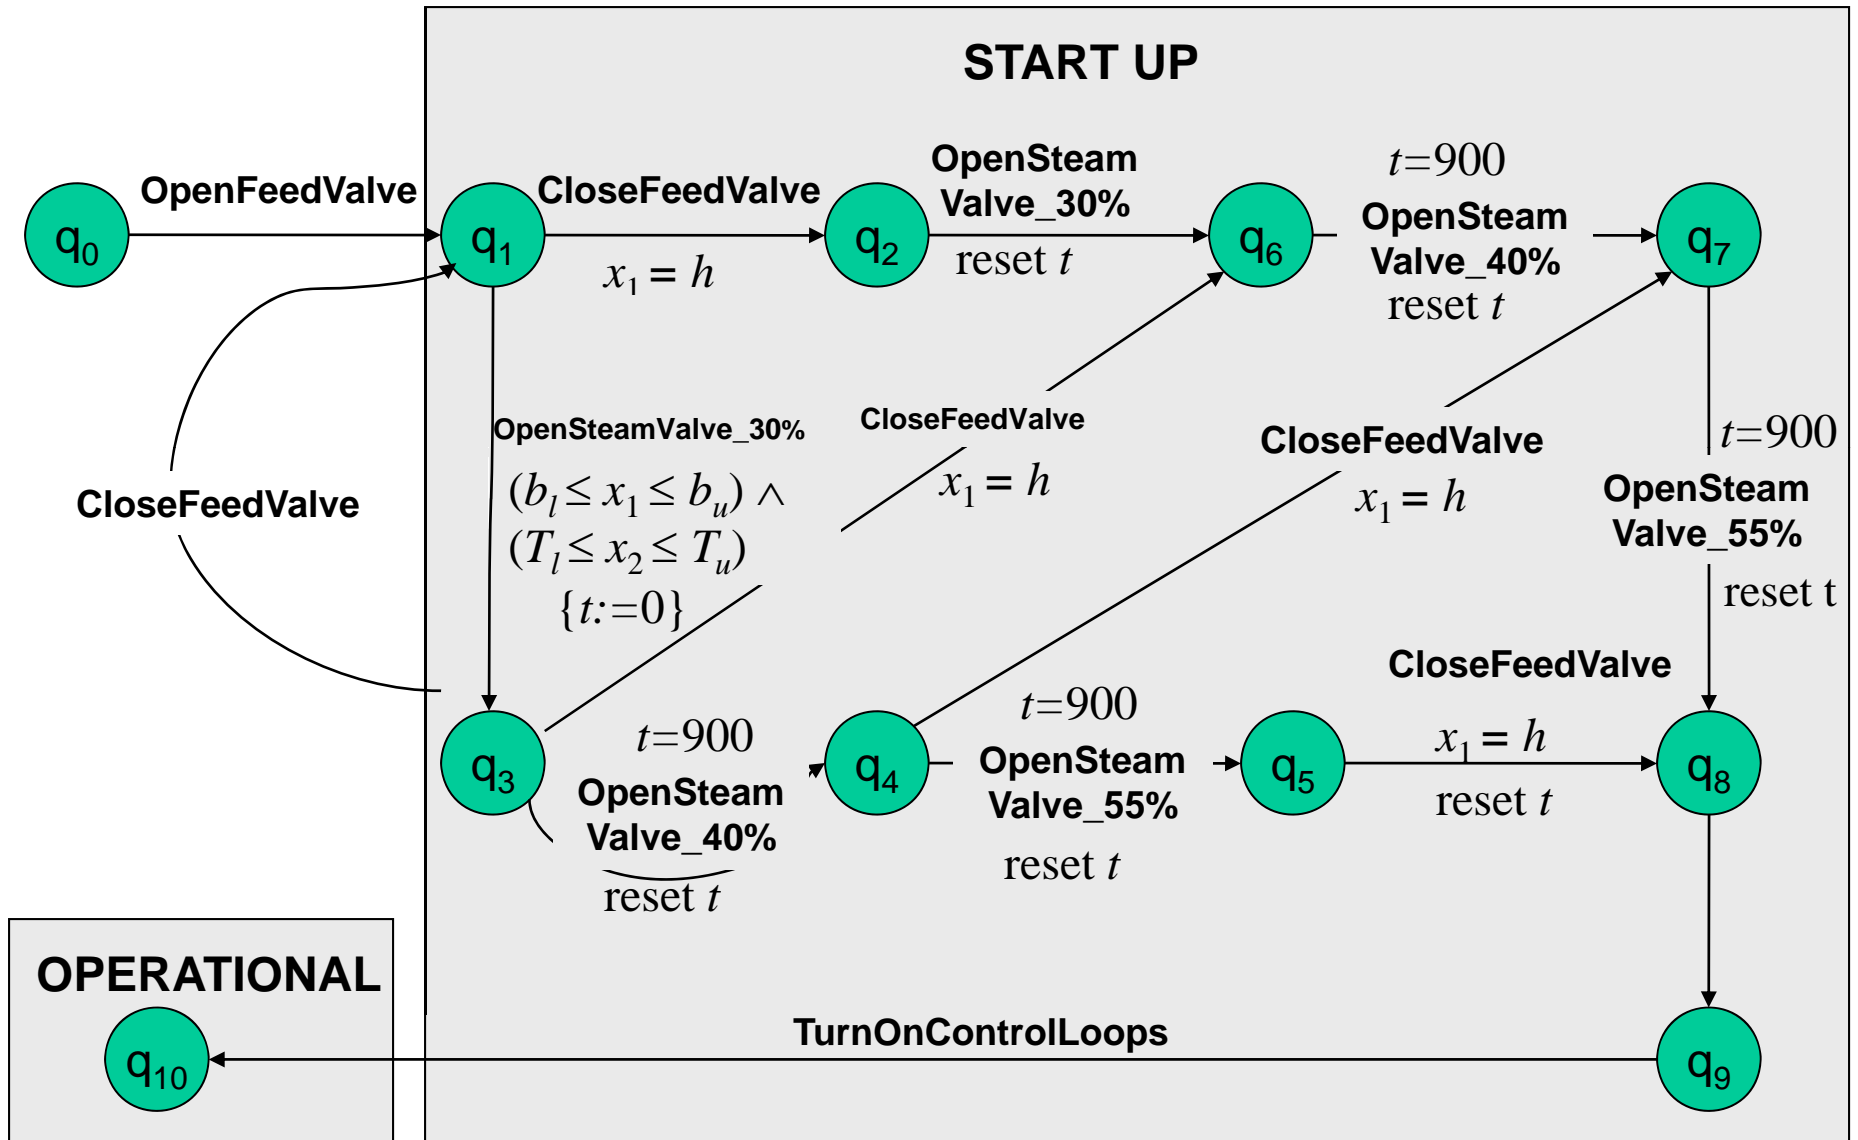 START UP
OpenFeedValve
CloseFeedValve
OpenSteam
Valve_30%
t=900
OpenSteam
Valve_40%
reset t
q0
q1
q2
q6
q7
x1 = h
reset t
OpenSteamValve_30%
(bl ≤ x1 ≤ bu) ∧
(Tl ≤ x2 ≤ Tu)
{t:=0}
CloseFeedValve
x1 = h
CloseFeedValve
x1 = h
t=900
OpenSteam
Valve_55%
reset t
CloseFeedValve
CloseFeedValve
x1 = h
reset t
t=900
OpenSteam
Valve_40%
reset t
t=900
OpenSteam
Valve_55%
reset t
q3
q4
q5
q8
OPERATIONAL
TurnOnControlLoops
q10
q9